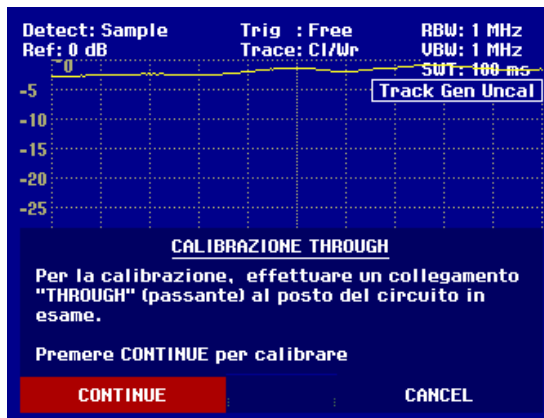 Detect: Sample Trig : Free RBW: 1 MHz
Ref: 0 dB Trace: Cl/Wr VBW: 1 MHz
SWT: 100 ms
0
Track Gen Uncal
-5
-10
-15
-20
-25
CALIBRAZIONE THROUGH
Per la calibrazione, effettuare un collegamento
"THROUGH" (passante) al posto del circuito in
esame.
Premere CONTINUE per calibrare
CONTINUE CANCEL